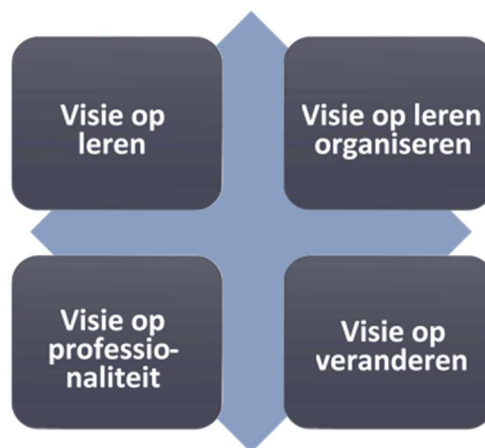 Visie op
leren
Visie op leren
organiseren
Visie op
professio-
naliteit
Visie op
veranderen